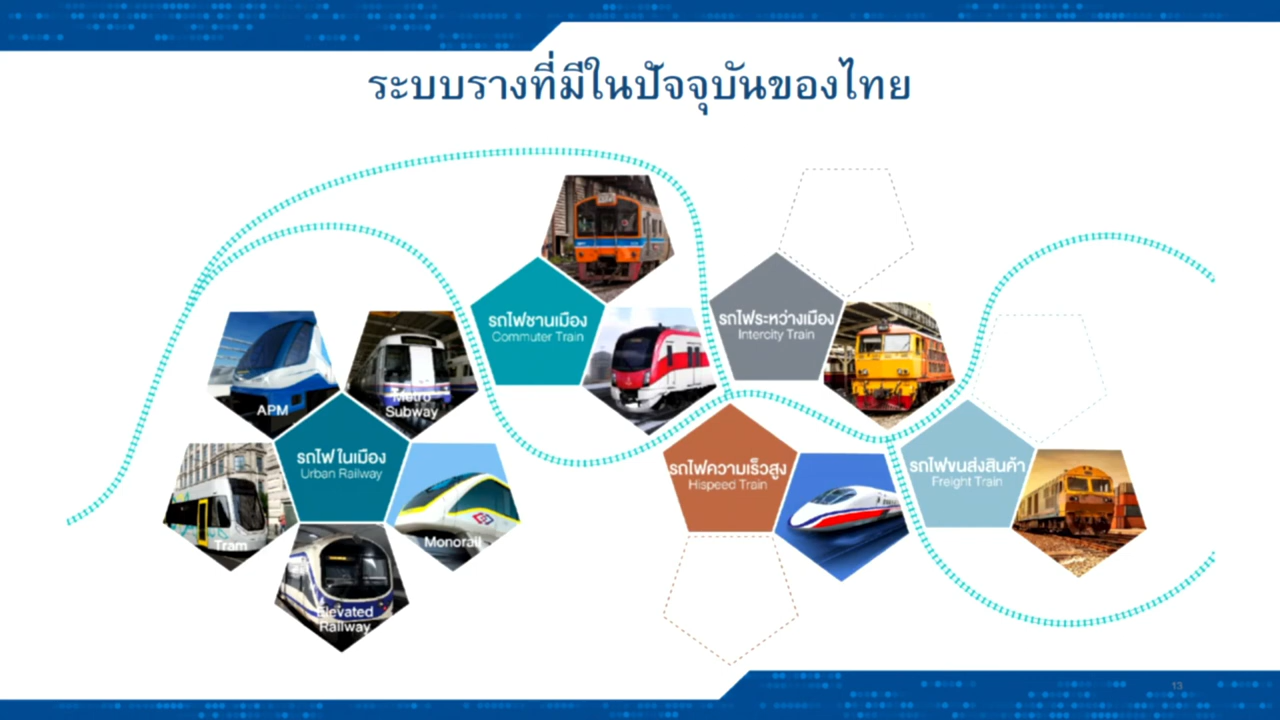 ระบบรางที่มีในปัจจุบันของไทย
รถไฟชานเมือง
Commuter Train
รถไฟระหว่างเมือง
Intercity Train
APM
Metro
Subway
รถไฟในเมือง
Urban Railway
รถไฟความเร็วสูง
Hispeed Train
รถไฟขนส่งสินค้า
Freight Train
Tram
Monorail
Elevated
Railway
13